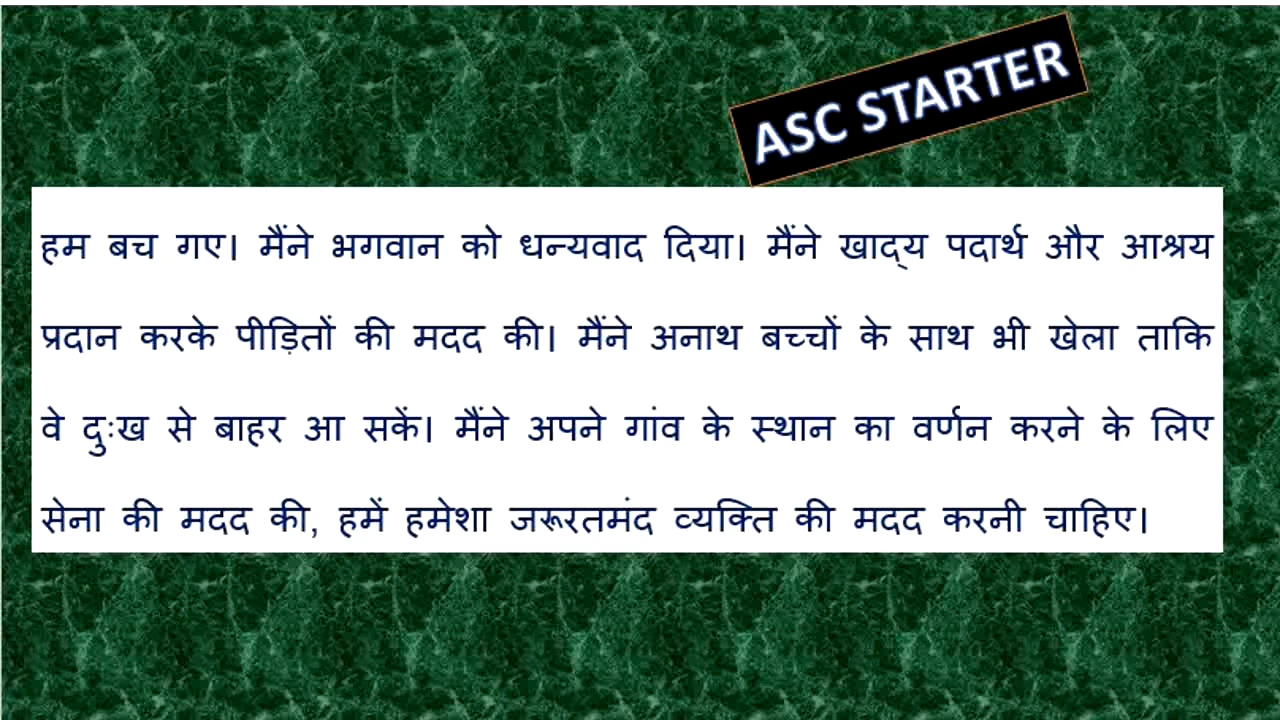 ASC STARTER
हम बच गए। मैंने भगवान को धन्यवाद दिया। मैंने खाद्य पदार्थ और आश्रय
प्रदान करके पीड़ितों की मदद की। मैंने अनाथ बच्चों के साथ भी खेला ताकि
वे दुःख से बाहर आ सकें। मैंने अपने गांव के स्थान का वर्णन करने के लिए
सेना की मदद की, हमें हमेशा जरूरतमंद व्यक्ति की मदद करनी चाहिए।